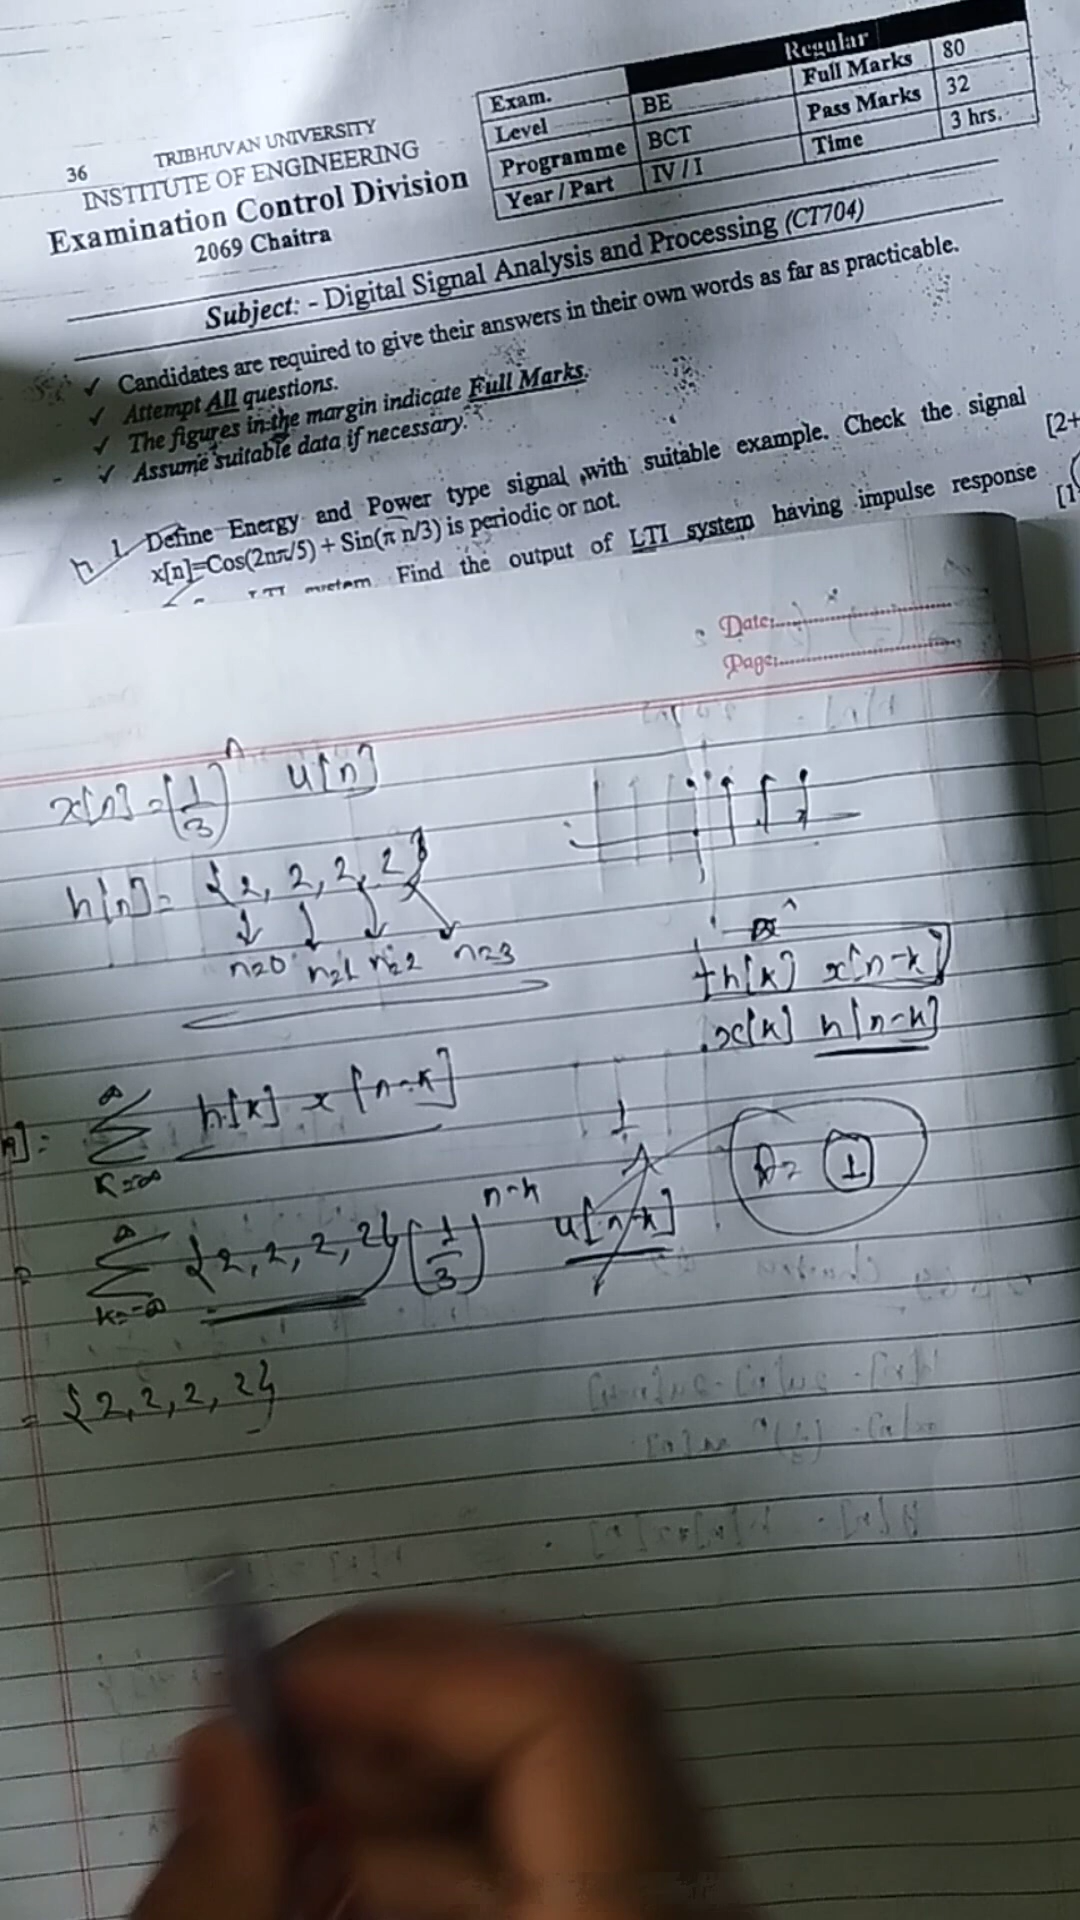 36
TRIBHUVAN UNIVERSITY
INSTITUTE OF ENGINEERING
Examination Control Division
2069 Chaitra
Exam. Regular
Level BE Full Marks 80
Programme BCT Pass Marks 32
Year / Part IV / I Time 3 hrs.
Subject: - Digital Signal Analysis and Processing (CT704)
✓ Candidates are required to give their answers in their own words as far as practicable.
✓ Attempt All questions.
✓ The figures in the margin indicate Full Marks.
✓ Assume suitable data if necessary.
1. Define Energy and Power type signal with suitable example. Check the signal [2+
x[n]=Cos(2nπ/5) + Sin(π n/3) is periodic or not.
LTI system. Find the output of LTI system having impulse response [1
Date:
Page:
x[n] = (1/3)^n u[n]
h[n] = {2, 2, 2, 2}
n=0 n=1 n=2 n=3
h[k] x[n-k]
x[k] h[n-k]
n]= ∑ k=-∞ ∞ h[k] x[n-k]
= ∑ k=-∞ ∞ {2, 2, 2, 2} (1/3)^n-k u[n-k]
1
= {2, 2, 2, 2}